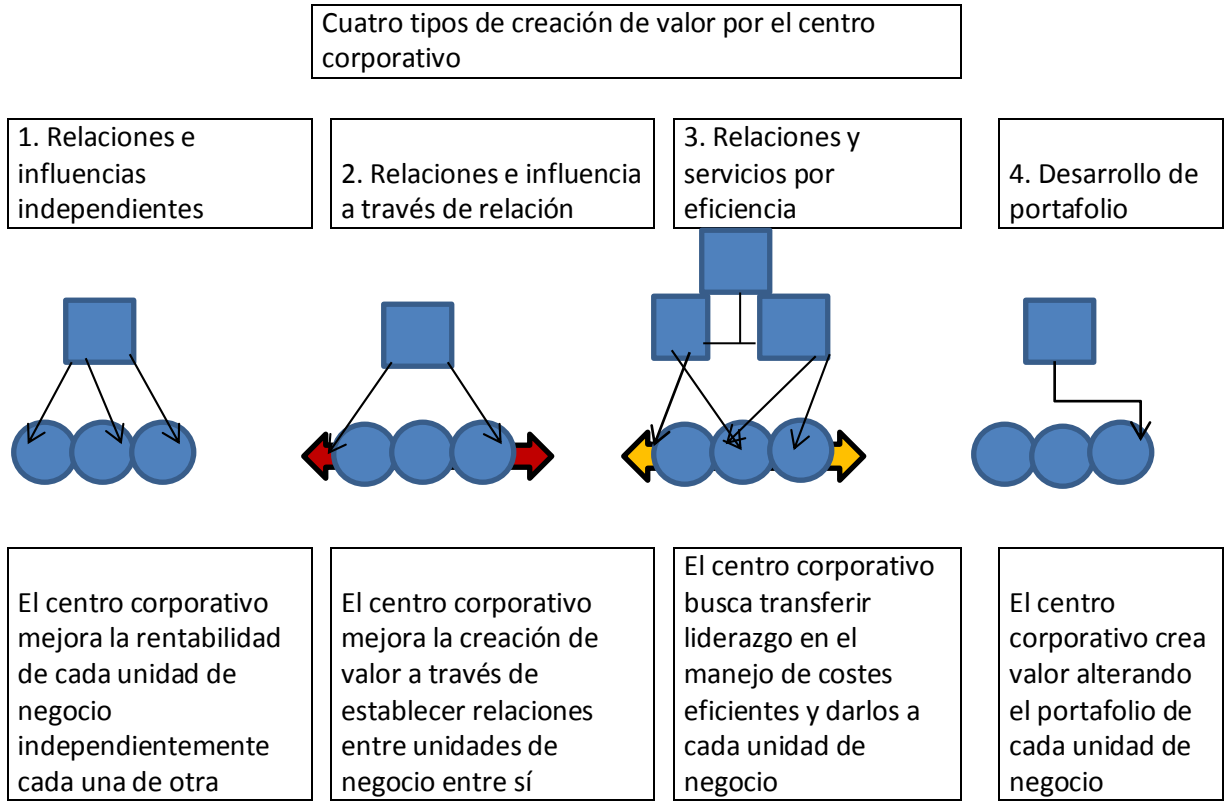 Cuatro tipos de creación de valor por el centro
corporativo
1. Relaciones e
influencias
independientes
2. Relaciones e influencia
a través de relación
3. Relaciones y
servicios por
eficiencia
4. Desarrollo de
portafolio
El centro corporativo
mejora la rentabilidad
de cada unidad de
negocio
independientemente
cada una de otra
El centro corporativo
mejora la creación de
valor a través de
establecer relaciones
entre unidades de
negocio entre sí
El centro corporativo
busca transferir
liderazgo en el
manejo de costes
eficientes y darlos a
cada unidad de
negocio
El centro
corporativo crea
valor alterando
el portafolio de
cada unidad de
negocio